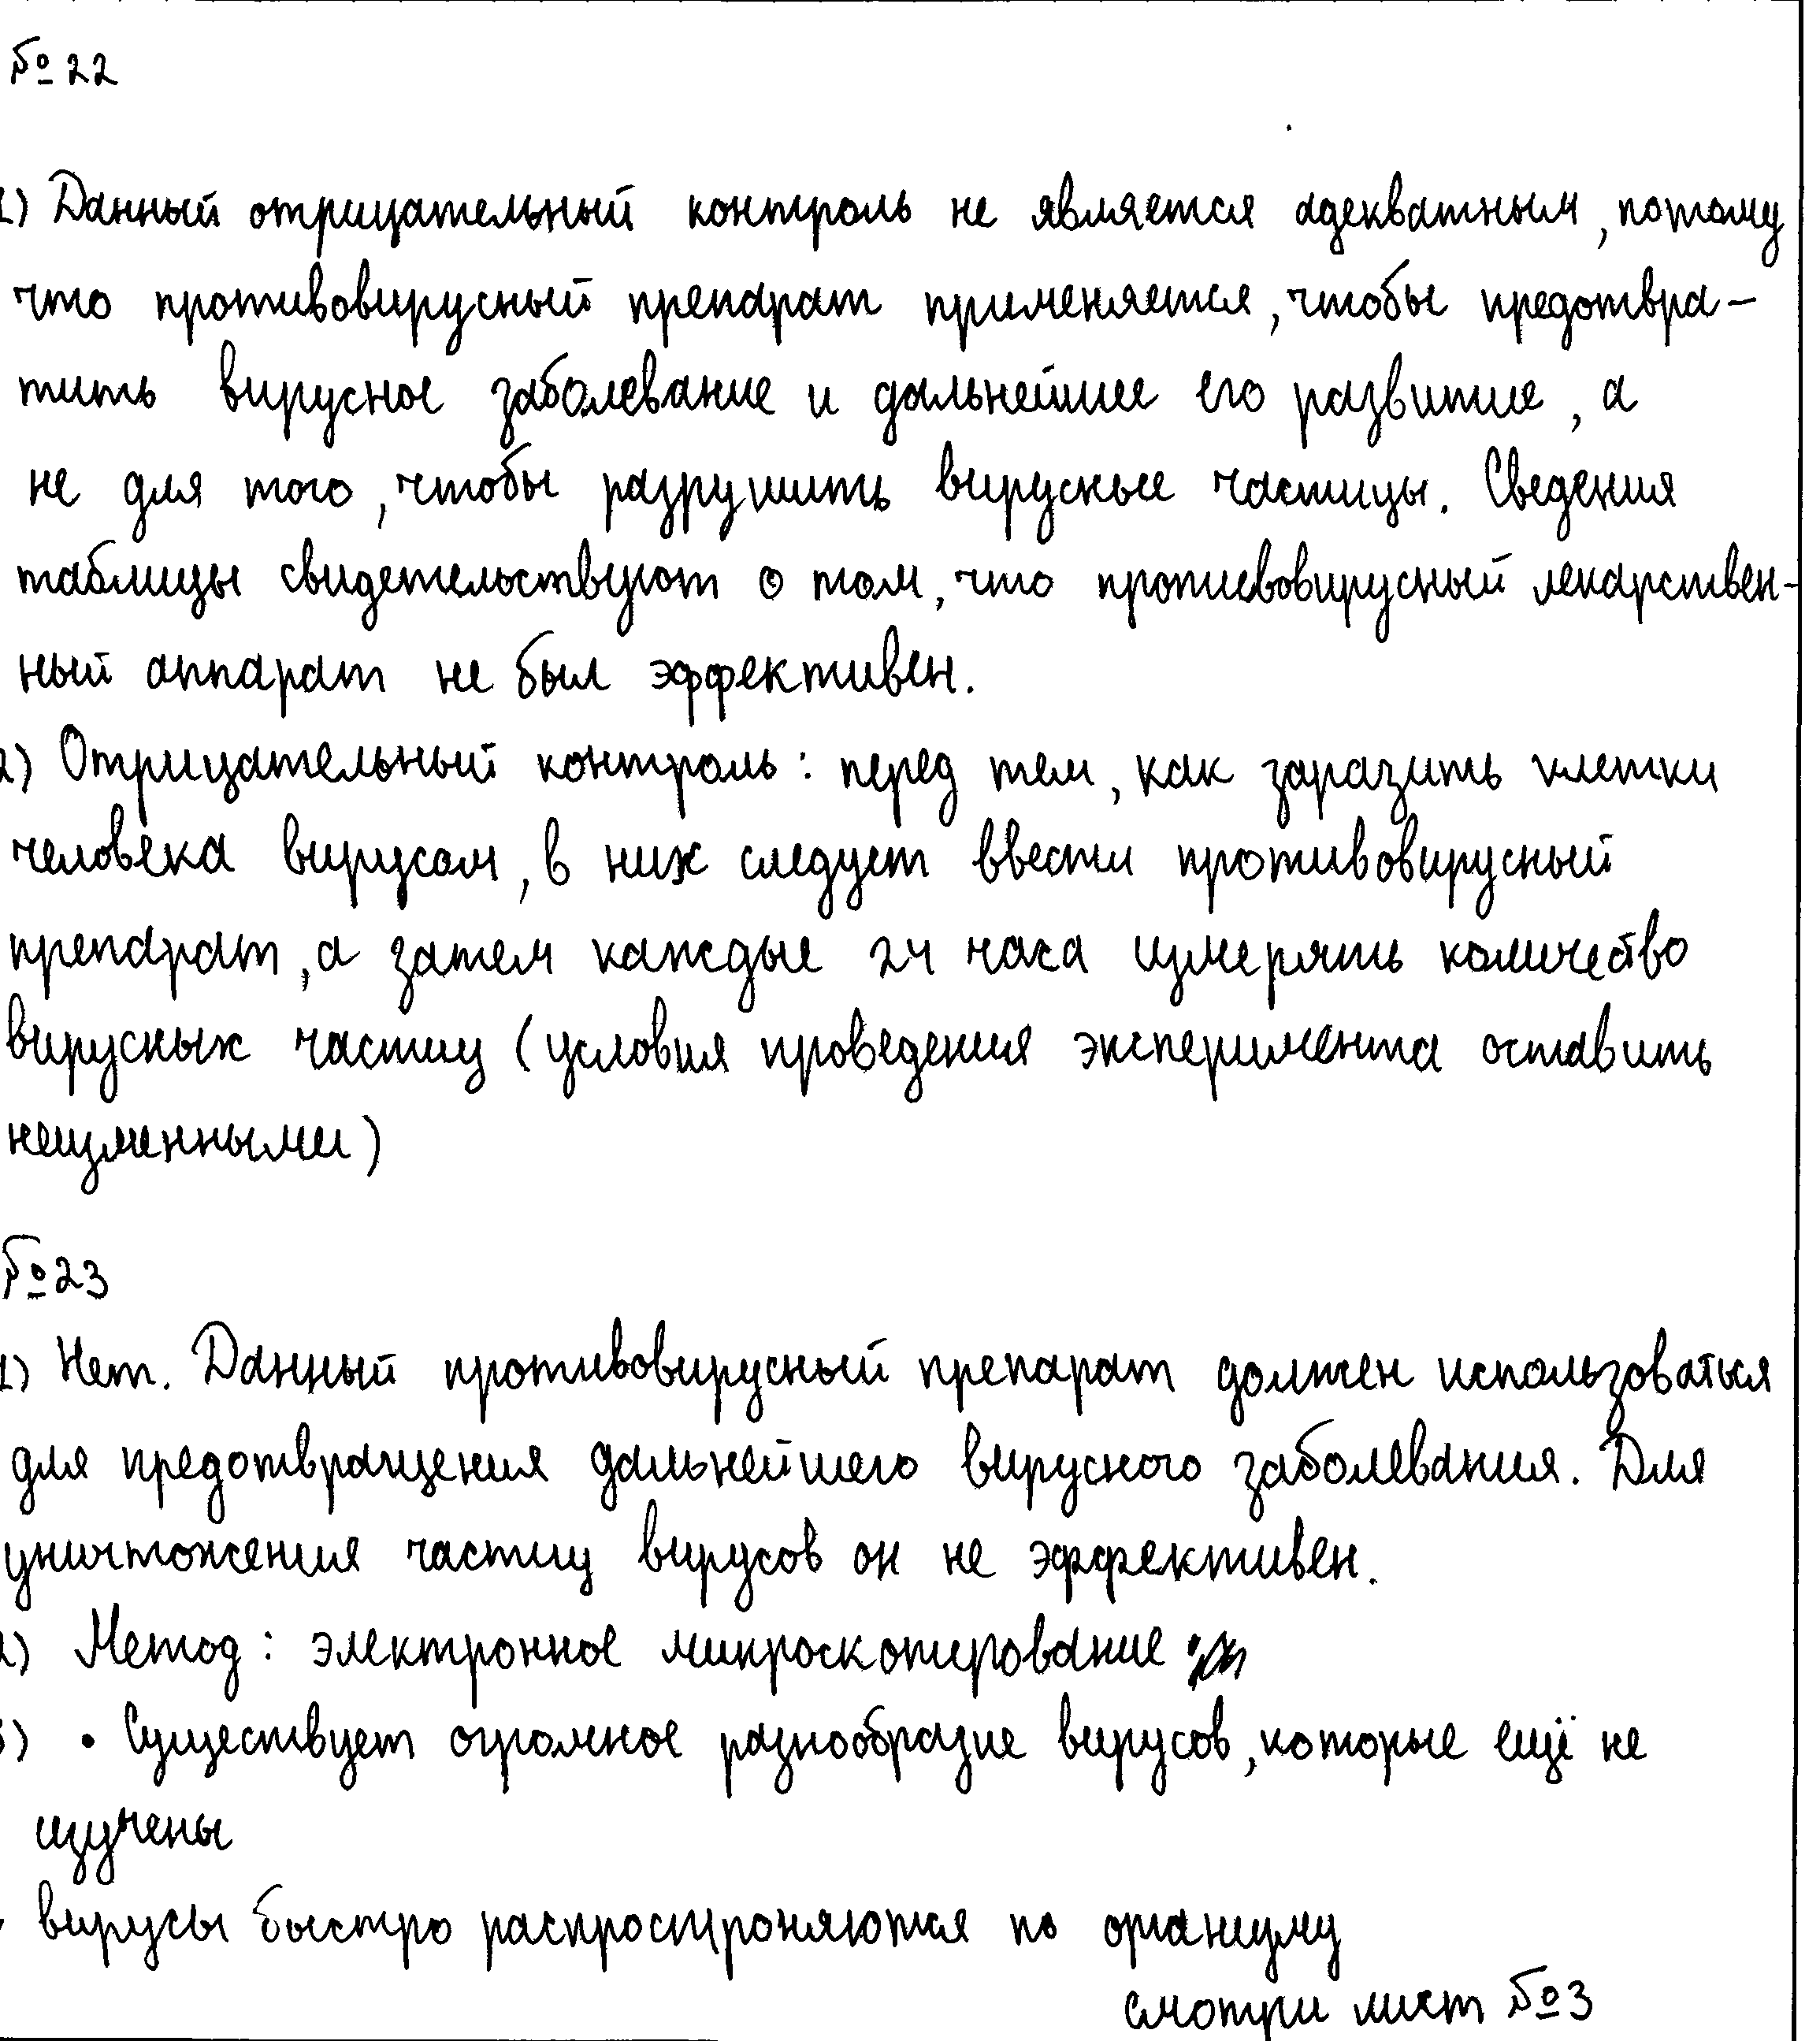 №22
1) Данный отрицательный контроль не является адекватным, потому
что противовирусный препарат применяется, чтобы предотвра-
тить вирусное заболевание и дальнейшее его развитие, а
не для того, чтобы разрушить вирусные частицы. Сведения
таблицы свидетельствуют о том, что противовирусный лекарствен-
ный аппарат не был эффективен.
2) Отрицательный контроль: перед тем, как заразить клетки
человека вирусом, в них следует ввести противовирусный
препарат, а затем каждые 24 часа измерять количество
вирусных частиц (условия проведения эксперимента оставить
неизменными)
№23
1) Нет. Данный противовирусный препарат должен использоваться
для предотвращения дальнейшего вирусного заболевания. Для
уничтожения частиц вирусов он не эффективен.
2) Метод: электронное микроскопирование
3) • Существует огромное разнообразие вирусов, которые ещё не
изучены
• вирусы быстро распростроняются по организму
смотри лист №3